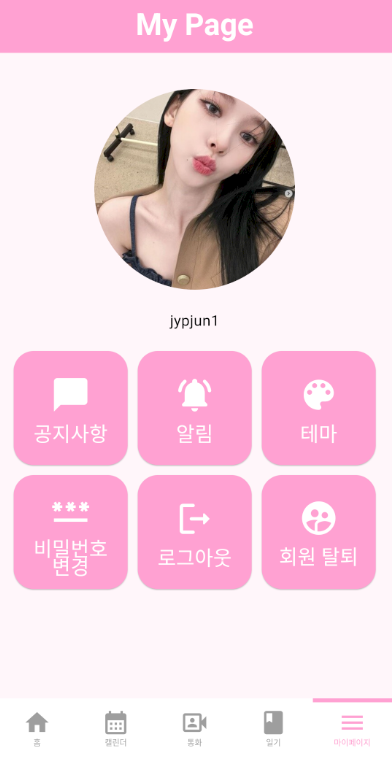 My Page
jypjun1
공지사항
알림
테마
***
비밀번호
변경
로그아웃
회원 탈퇴
홈
캘린더
통화
일기
마이페이지